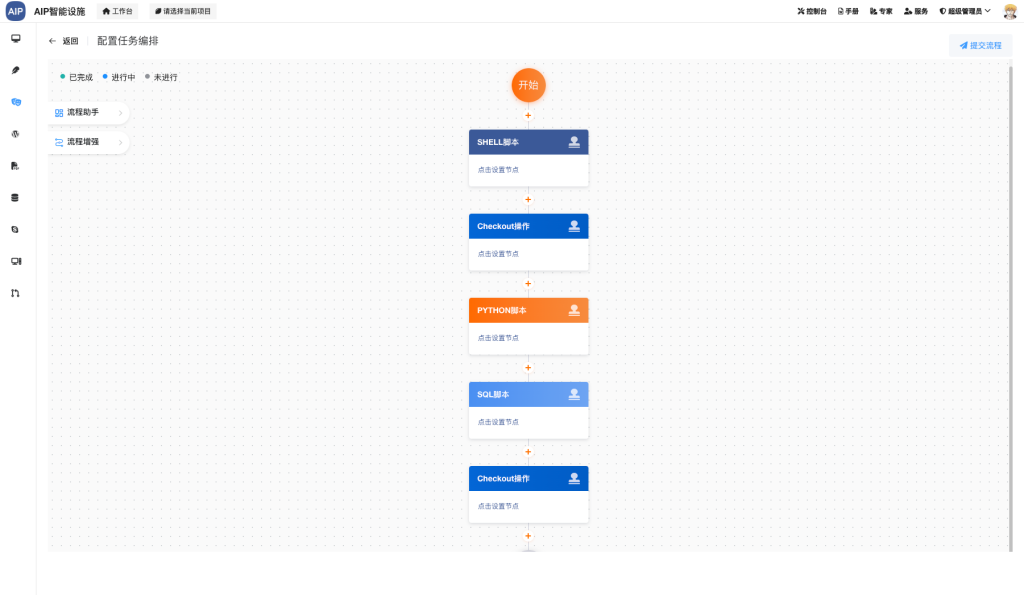 AIP AIP智能设施 工作台 请选择当前项目 控制台 手册 专家 服务 超级管理员
返回 配置任务编排
提交流程
已完成 进行中 未进行
开始
流程助手
流程增强
SHELL脚本
点击设置节点
Checkout操作
点击设置节点
PYTHON脚本
点击设置节点
SQL脚本
点击设置节点
Checkout操作
点击设置节点